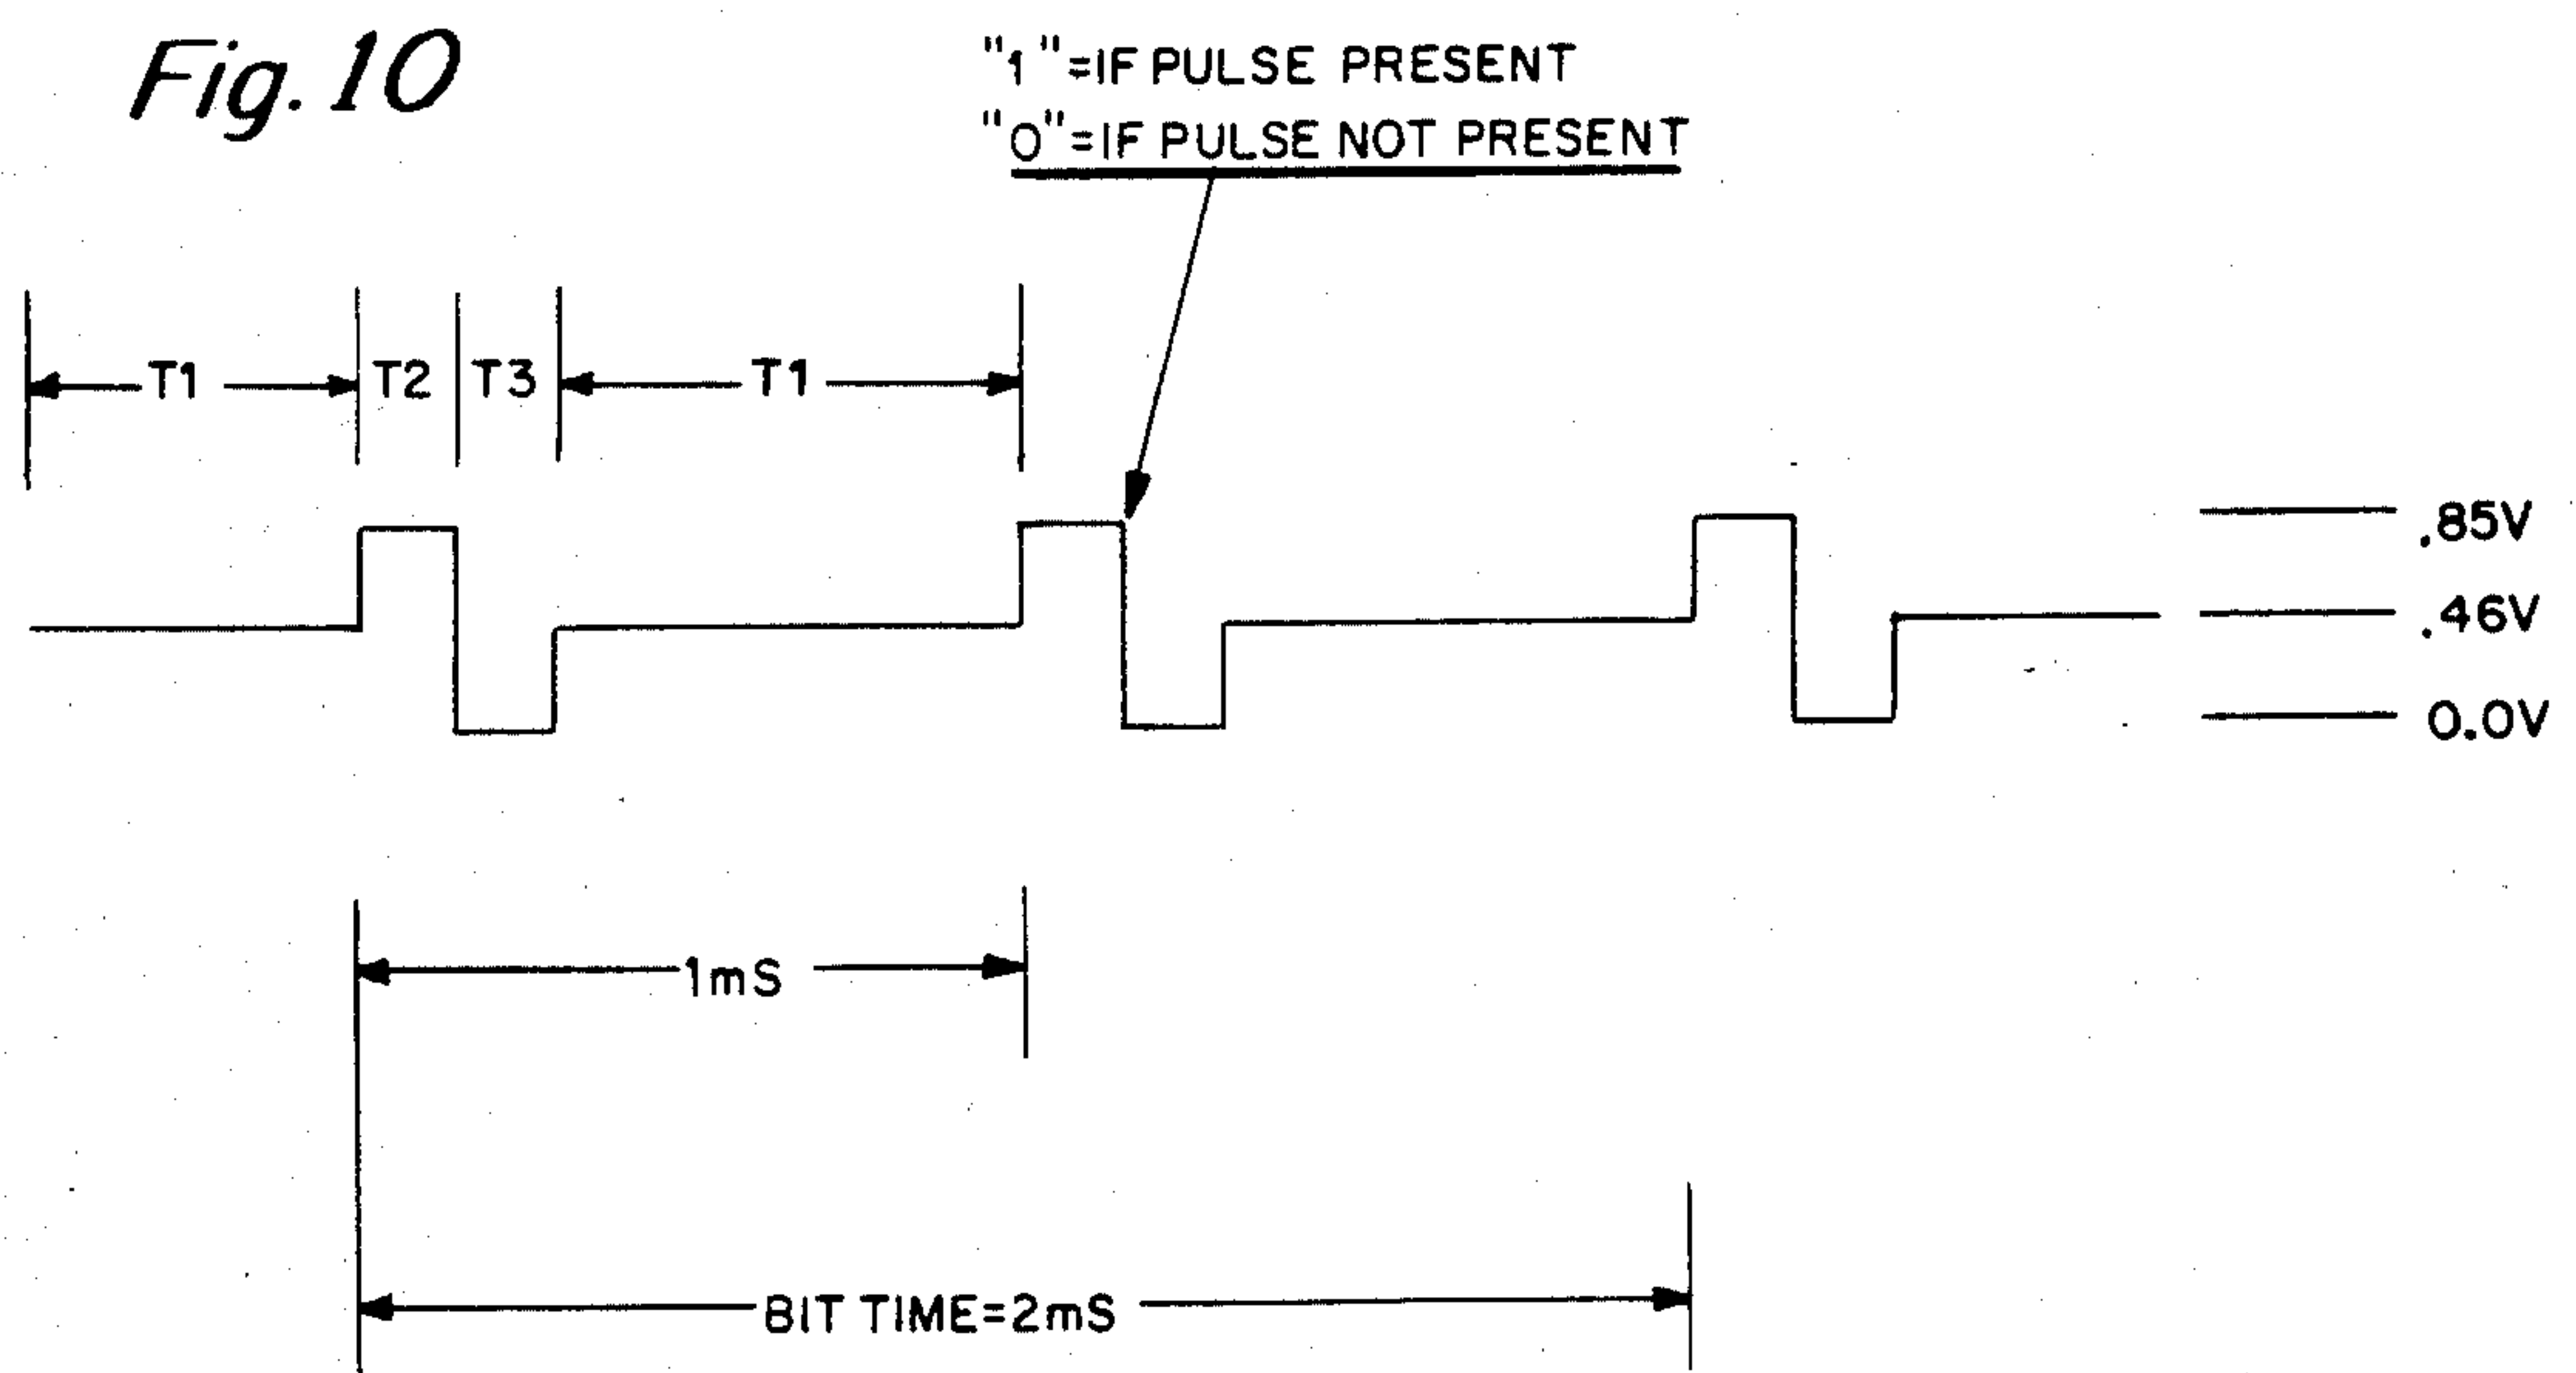 Fig. 10
"1"=IF PULSE PRESENT
"0"=IF PULSE NOT PRESENT
T1 T2 T3 T1
.85V
.46V
0.0V
1mS
BIT TIME=2mS